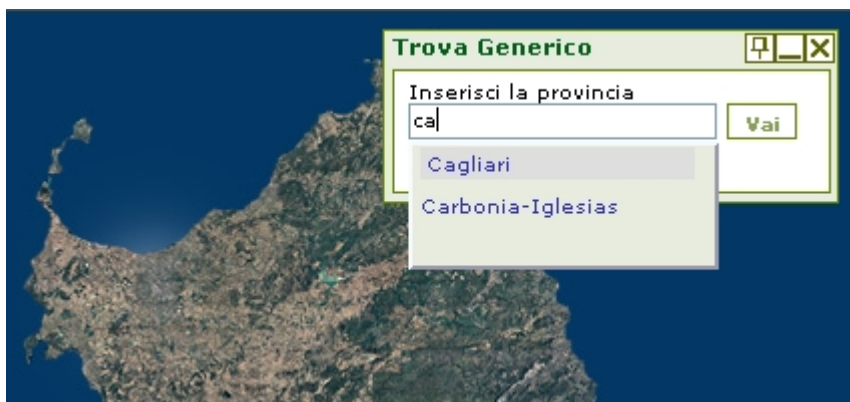 Trova Generico
Inserisci la provincia
ca
Vai
Cagliari
Carbonia-Iglesias